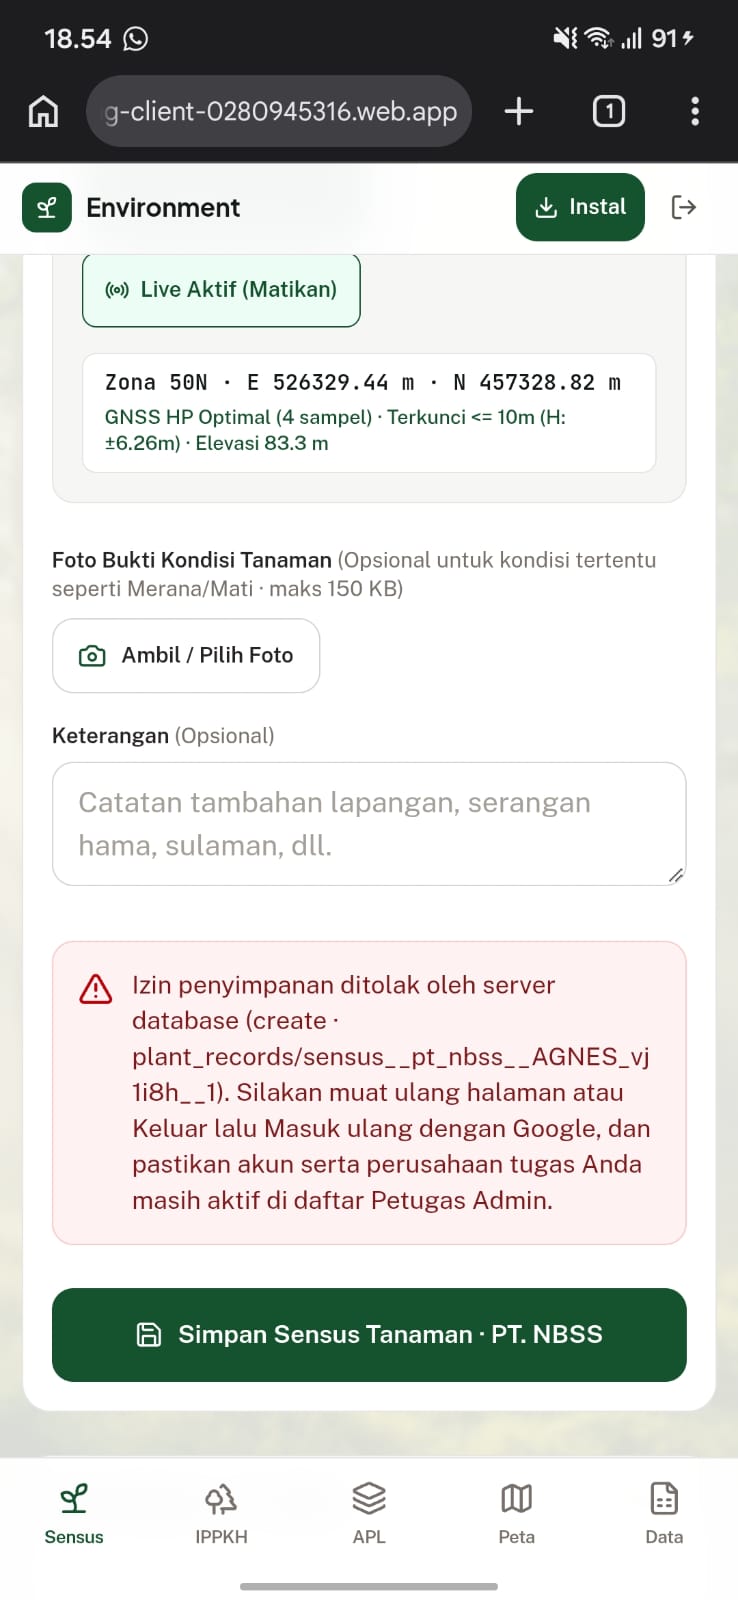 18.54
91
g-client-0280945316.web.app
1
Environment
Instal
Live Aktif (Matikan)
Zona 50N · E 526329.44 m · N 457328.82 m
GNSS HP Optimal (4 sampel) · Terkunci <= 10m (H:
±6.26m) · Elevasi 83.3 m
Foto Bukti Kondisi Tanaman (Opsional untuk kondisi tertentu
seperti Merana/Mati · maks 150 KB)
Ambil / Pilih Foto
Keterangan (Opsional)
Catatan tambahan lapangan, serangan
hama, sulaman, dll.
Izin penyimpanan ditolak oleh server
database (create ·
plant_records/sensus__pt_nbss__AGNES_vj
1i8h__1). Silakan muat ulang halaman atau
Keluar lalu Masuk ulang dengan Google, dan
pastikan akun serta perusahaan tugas Anda
masih aktif di daftar Petugas Admin.
Simpan Sensus Tanaman · PT. NBSS
Sensus
IPPKH
APL
Peta
Data